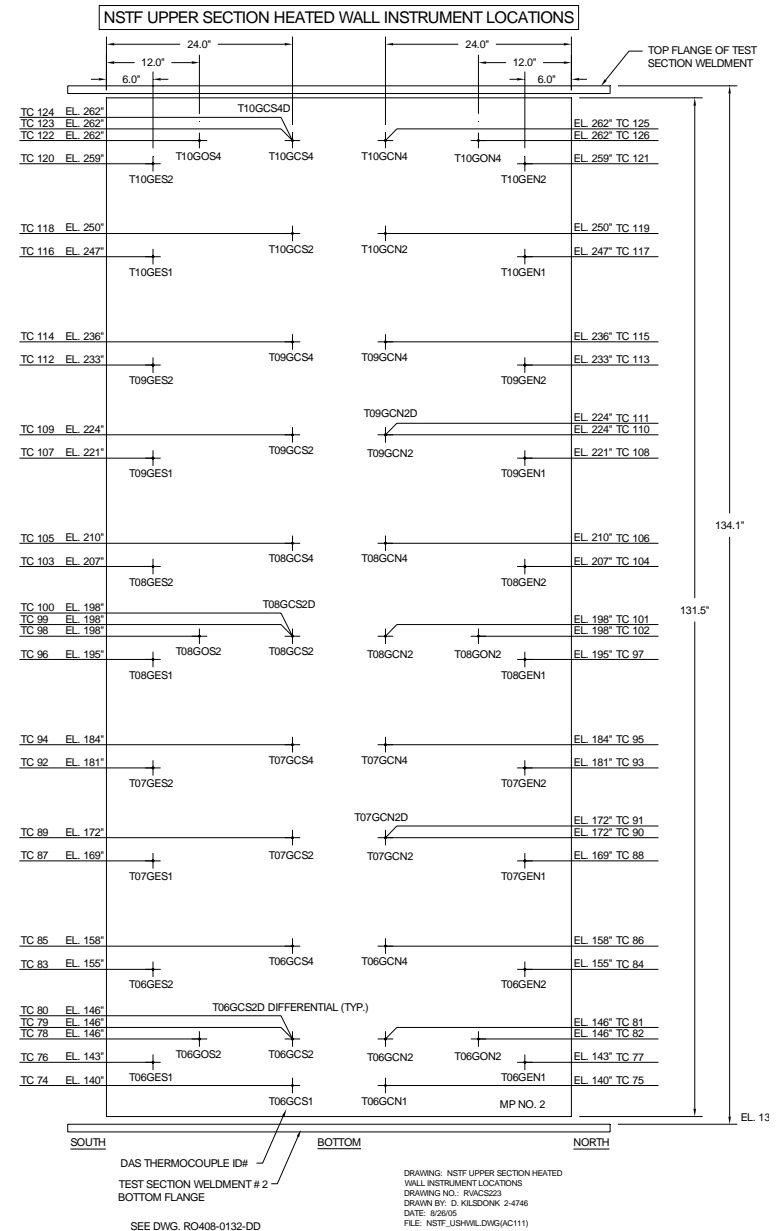 NSTF UPPER SECTION HEATED WALL INSTRUMENT LOCATIONS
24.0" 24.0"
12.0" 12.0"
6.0" 6.0"
TOP FLANGE OF TEST
SECTION WELDMENT
TC 124 EL. 262" T10GCS4D
TC 123 EL. 262" EL. 262" TC 125
TC 122 EL. 262" EL. 262" TC 126
T10GOS4 T10GCS4 T10GCN4 T10GON4
TC 120 EL. 259" EL. 259" TC 121
T10GES2 T10GEN2
TC 118 EL. 250" EL. 250" TC 119
T10GCS2 T10GCN2
TC 116 EL. 247" EL. 247" TC 117
T10GES1 T10GEN1
TC 114 EL. 236" EL. 236" TC 115
T09GCS4 T09GCN4
TC 112 EL. 233" EL. 233" TC 113
T09GES2 T09GEN2
T09GCN2D
EL. 224" TC 111
TC 109 EL. 224" EL. 224" TC 110
T09GCS2 T09GCN2
TC 107 EL. 221" EL. 221" TC 108
T09GES1 T09GEN1
134.1"
TC 105 EL. 210" EL. 210" TC 106
T08GCS4 T08GCN4
TC 103 EL. 207" EL. 207" TC 104
T08GES2 T08GEN2
131.5"
TC 100 EL. 198" T08GCS2D
TC 99 EL. 198" EL. 198" TC 101
TC 98 EL. 198" EL. 198" TC 102
T08GOS2 T08GCS2 T08GCN2 T08GON2
TC 96 EL. 195" EL. 195" TC 97
T08GES1 T08GEN1
TC 94 EL. 184" EL. 184" TC 95
T07GCS4 T07GCN4
TC 92 EL. 181" EL. 181" TC 93
T07GES2 T07GEN2
T07GCN2D
EL. 172" TC 91
TC 89 EL. 172" EL. 172" TC 90
T07GCS2 T07GCN2
TC 87 EL. 169" EL. 169" TC 88
T07GES1 T07GEN1
TC 85 EL. 158" EL. 158" TC 86
T06GCS4 T06GCN4
TC 83 EL. 155" EL. 155" TC 84
T06GES2 T06GEN2
TC 80 EL. 146" T06GCS2D DIFFERENTIAL (TYP.)
TC 79 EL. 146" EL. 146" TC 81
TC 78 EL. 146" EL. 146" TC 82
T06GOS2 T06GCS2 T06GCN2 T06GON2
TC 76 EL. 143" EL. 143" TC 77
T06GES1 T06GEN1
TC 74 EL. 140" EL. 140" TC 75
T06GCS1 T06GCN1 MP NO. 2
EL. 13
SOUTH BOTTOM NORTH
DAS THERMOCOUPLE ID#
TEST SECTION WELDMENT # 2
BOTTOM FLANGE
SEE DWG. RO408-0132-DD
DRAWING: NSTF UPPER SECTION HEATED
WALL INSTRUMENT LOCATIONS
DRAWING NO.: RVACS223
DRAWN BY: D. KILSDONK 2-4746
DATE: 8/26/05
FILE: NSTF_USHWIL.DWG(AC111)